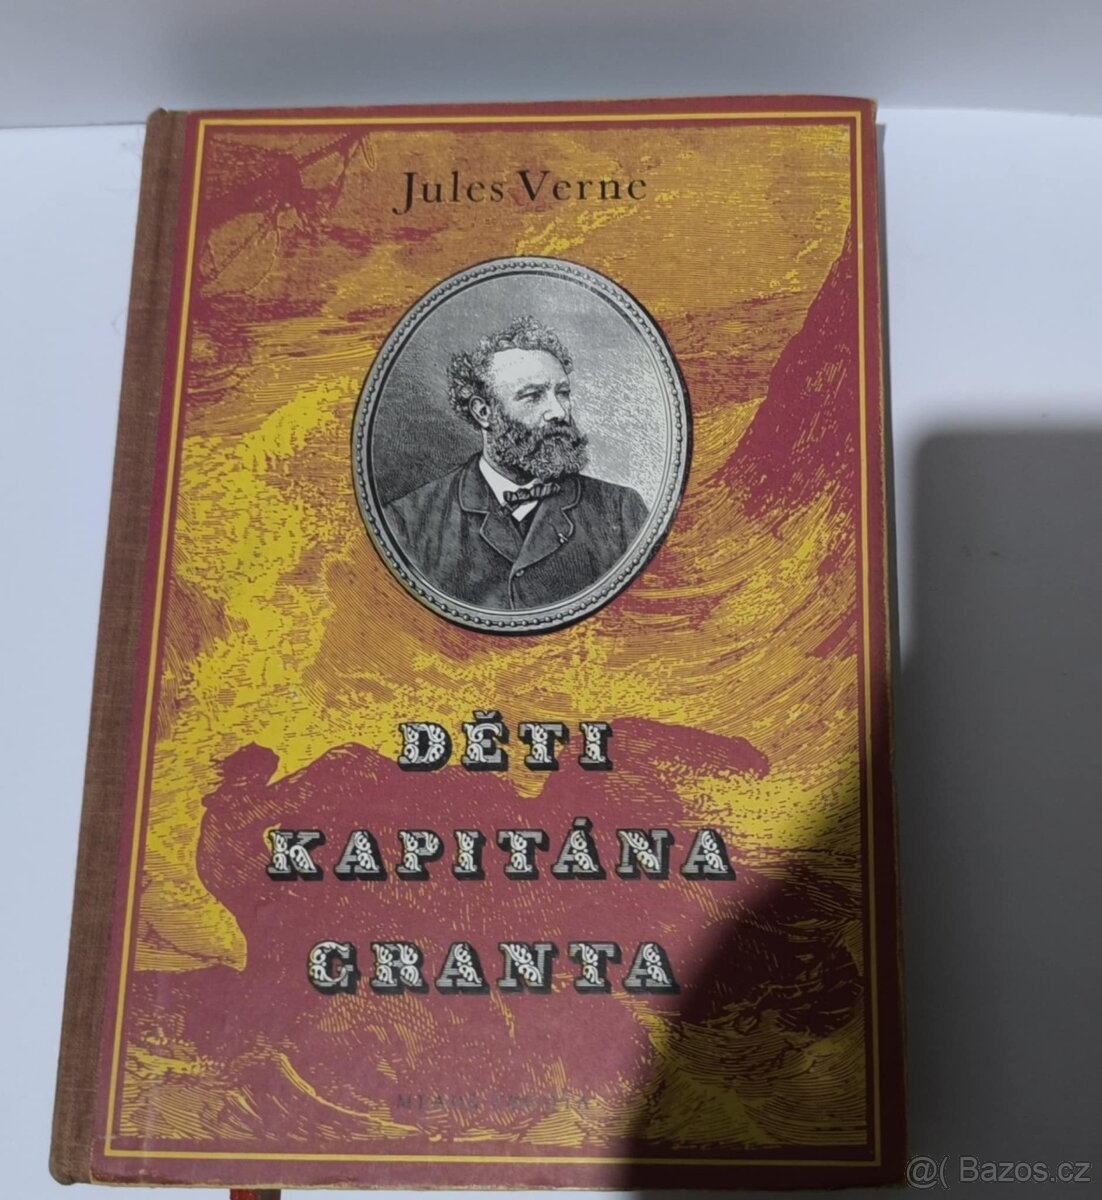 Jules Verne
DĚTI
KAPITÁNA
GRANTA
MLADÁ FRONTA
@( Bazos.cz